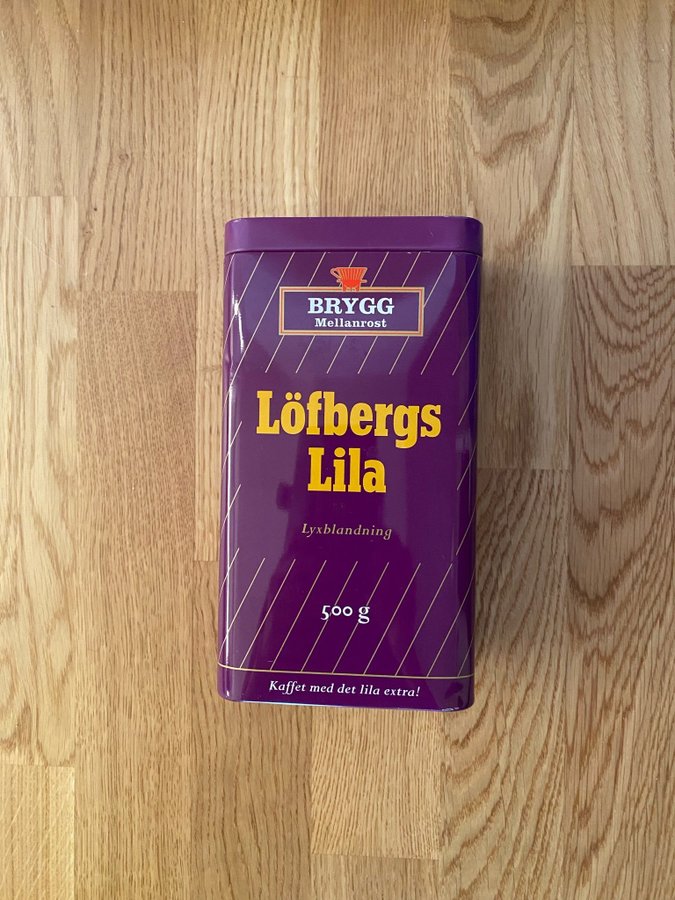 BRYGG
Mellanrost
Löfbergs
Lila
Lyxblandning
500 g
Kaffet med det lila extra!